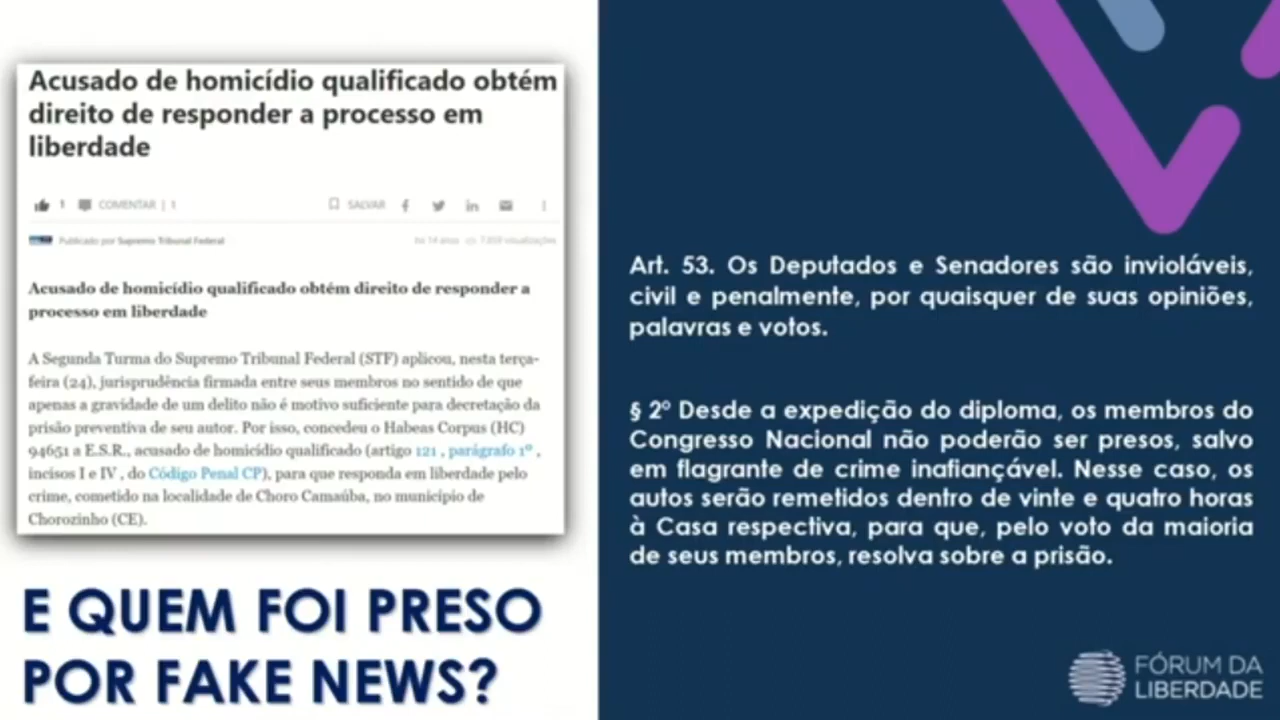 Acusado de homicídio qualificado obtém
direito de responder a processo em
liberdade
1 COMENTAR | 1 SALVAR
Publicado por Supremo Tribunal Federal há 14 anos visualizações
Acusado de homicídio qualificado obtém direito de responder a
processo em liberdade
A Segunda Turma do Supremo Tribunal Federal (STF) aplicou, nesta terça-
feira (24), jurisprudência firmada entre seus membros no sentido de que
apenas a gravidade de um delito não é motivo suficiente para decretação da
prisão preventiva de seu autor. Por isso, concedeu o Habeas Corpus (HC)
94651 a E.S.R., acusado de homicídio qualificado (artigo 121 , parágrafo 1º ,
incisos I e IV , do Código Penal CP), para que responda em liberdade pelo
crime, cometido na localidade de Choro Camaúba, no município de
Chorozinho (CE).
E QUEM FOI PRESO
POR FAKE NEWS?
Art. 53. Os Deputados e Senadores são invioláveis,
civil e penalmente, por quaisquer de suas opiniões,
palavras e votos.
§ 2º Desde a expedição do diploma, os membros do
Congresso Nacional não poderão ser presos, salvo
em flagrante de crime inafiançável. Nesse caso, os
autos serão remetidos dentro de vinte e quatro horas
à Casa respectiva, para que, pelo voto da maioria
de seus membros, resolva sobre a prisão.
FÓRUM DA
LIBERDADE